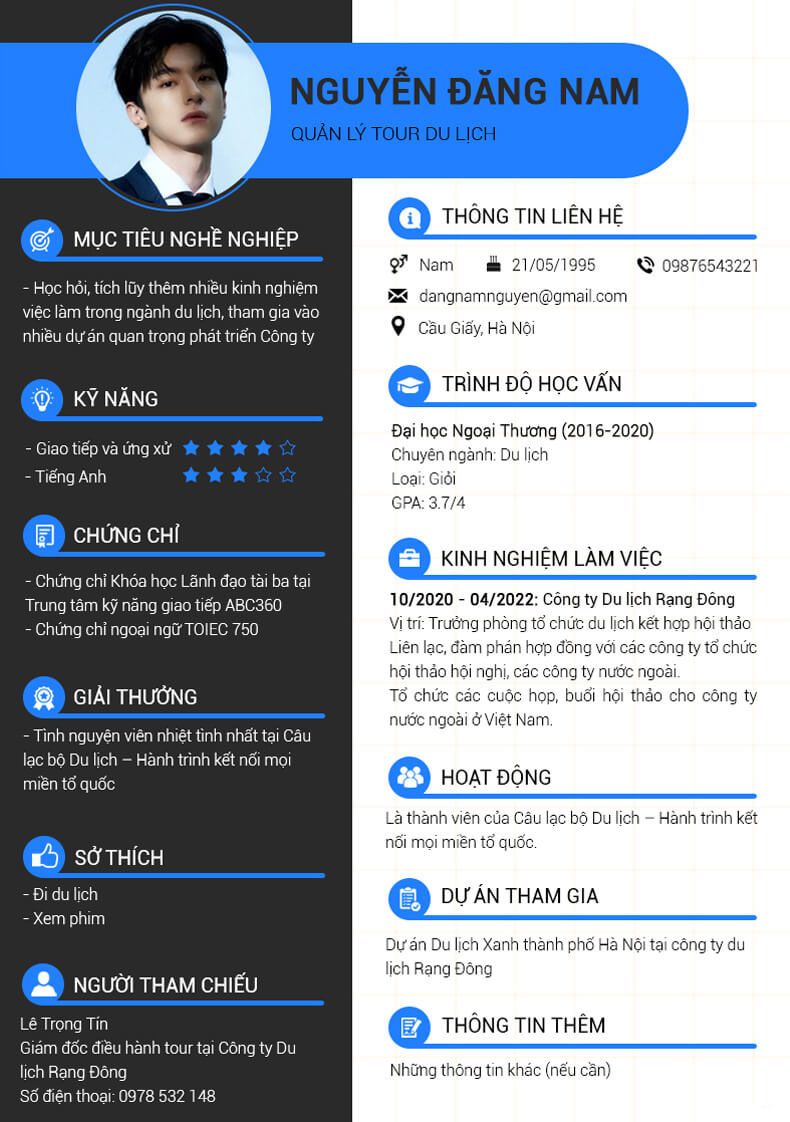 NGUYỄN ĐĂNG NAM
QUẢN LÝ TOUR DU LỊCH
MỤC TIÊU NGHỀ NGHIỆP
- Học hỏi, tích lũy thêm nhiều kinh nghiệm
việc làm trong ngành du lịch, tham gia vào
nhiều dự án quan trọng phát triển Công ty
KỸ NĂNG
- Giao tiếp và ứng xử
- Tiếng Anh
CHỨNG CHỈ
- Chứng chỉ Khóa học Lãnh đạo tài ba tại
Trung tâm kỹ năng giao tiếp ABC360
- Chứng chỉ ngoại ngữ TOIEC 750
GIẢI THƯỞNG
- Tình nguyện viên nhiệt tình nhất tại Câu
lạc bộ Du lịch – Hành trình kết nối mọi
miền tổ quốc
SỞ THÍCH
- Đi du lịch
- Xem phim
NGƯỜI THAM CHIẾU
Lê Trọng Tín
Giám đốc điều hành tour tại Công ty Du
lịch Rạng Đông
Số điện thoại: 0978 532 148
THÔNG TIN LIÊN HỆ
Nam 21/05/1995 09876543221
dangnamnguyen@gmail.com
Cầu Giấy, Hà Nội
TRÌNH ĐỘ HỌC VẤN
Đại học Ngoại Thương (2016-2020)
Chuyên ngành: Du lịch
Loại: Giỏi
GPA: 3.7/4
KINH NGHIỆM LÀM VIỆC
10/2020 - 04/2022: Công ty Du lịch Rạng Đông
Vị trí: Trưởng phòng tổ chức du lịch kết hợp hội thảo
Liên lạc, đàm phán hợp đồng với các công ty tổ chức
hội thảo hội nghị, các công ty nước ngoài.
Tổ chức các cuộc họp, buổi hội thảo cho công ty
nước ngoài ở Việt Nam.
HOẠT ĐỘNG
Là thành viên của Câu lạc bộ Du lịch – Hành trình kết
nối mọi miền tổ quốc.
DỰ ÁN THAM GIA
Dự án Du lịch Xanh thành phố Hà Nội tại công ty du
lịch Rạng Đông
THÔNG TIN THÊM
Những thông tin khác (nếu cần)